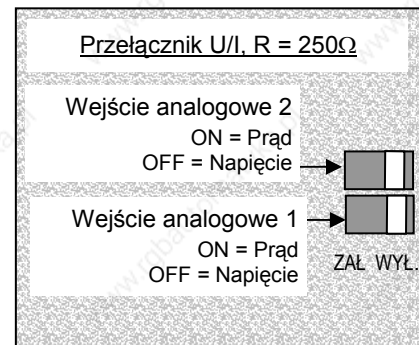 Przełącznik U/I, R = 250Ω
Wejście analogowe 2
ON = Prąd
OFF = Napięcie
Wejście analogowe 1
ON = Prąd
OFF = Napięcie
ZAŁ WYŁ.